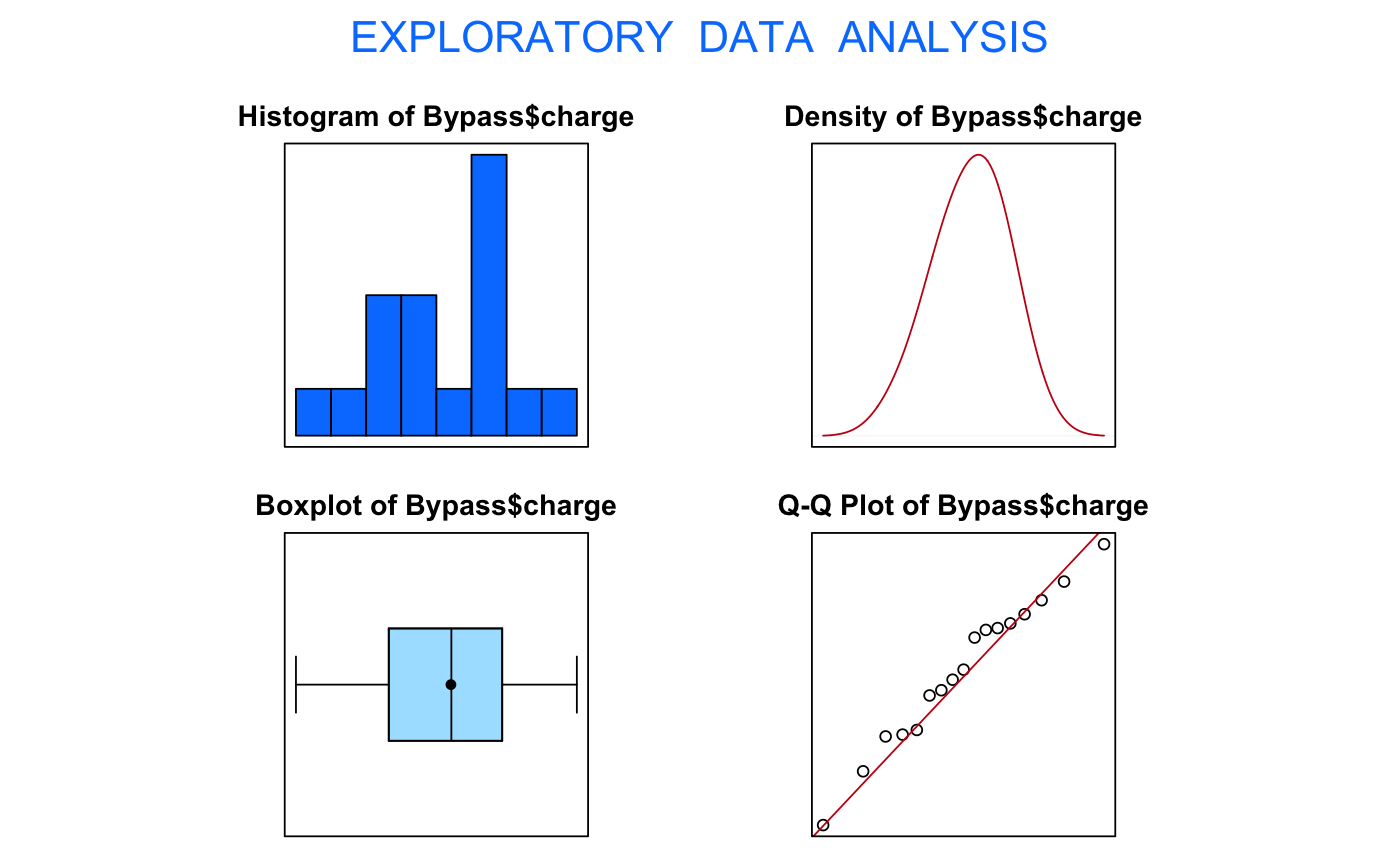 EXPLORATORY DATA ANALYSIS
Histogram of Bypass$charge
Density of Bypass$charge
Boxplot of Bypass$charge
Q-Q Plot of Bypass$charge